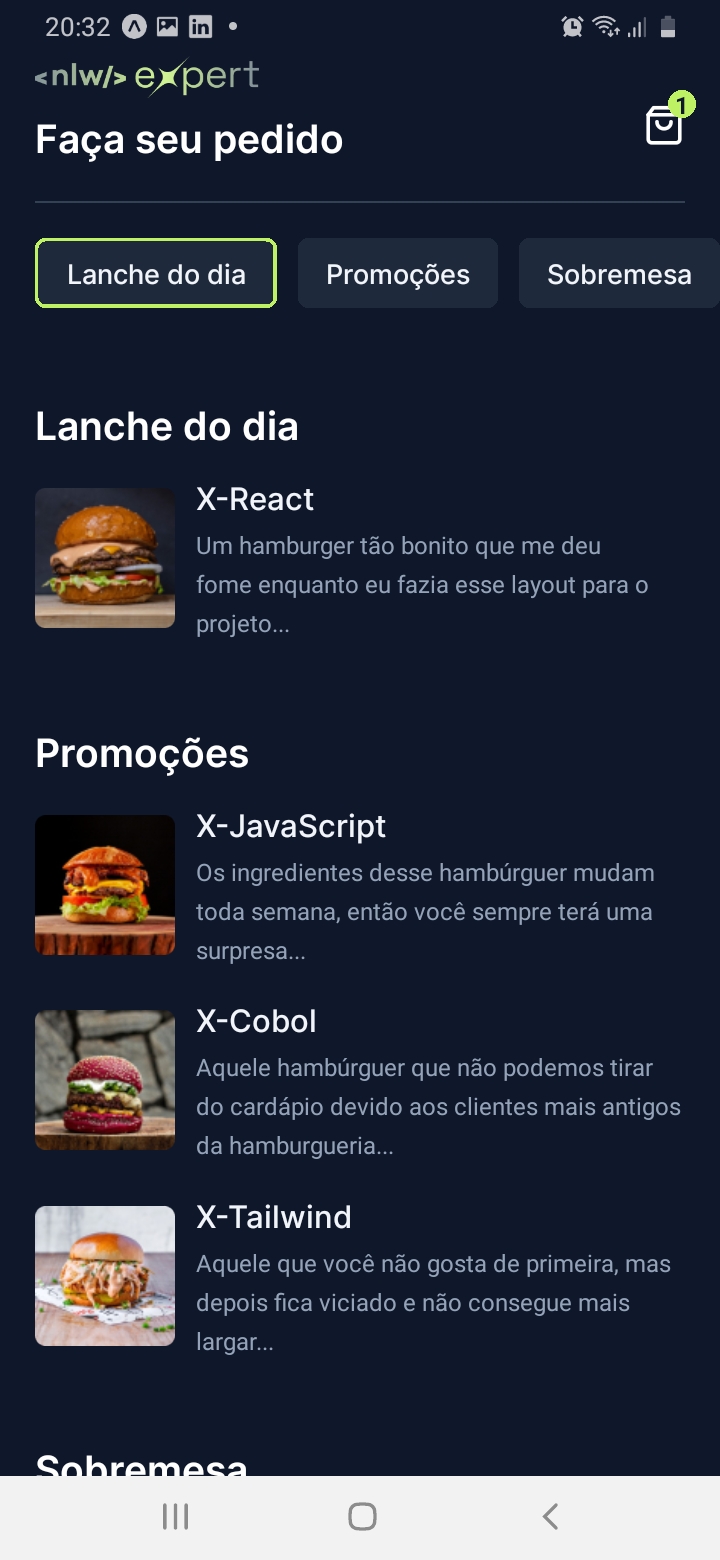 20:32
<nlw/> expert
1
Faça seu pedido
Lanche do dia
Promoções
Sobremesa
Lanche do dia
X-React
Um hamburger tão bonito que me deu
fome enquanto eu fazia esse layout para o
projeto...
Promoções
X-JavaScript
Os ingredientes desse hambúrguer mudam
toda semana, então você sempre terá uma
surpresa...
X-Cobol
Aquele hambúrguer que não podemos tirar
do cardápio devido aos clientes mais antigos
da hamburgueria...
X-Tailwind
Aquele que você não gosta de primeira, mas
depois fica viciado e não consegue mais
largar...
Sobremesa